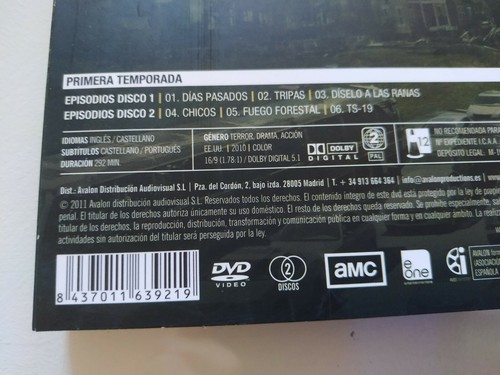 PRIMERA TEMPORADA
EPISODIOS DISCO 1 | 01. DÍAS PASADOS | 02. TRIPAS | 03. DÍSELO A LAS RANAS
EPISODIOS DISCO 2 | 04. CHICOS | 05. FUEGO FORESTAL | 06. TS-19
IDIOMAS INGLÉS / CASTELLANO
SUBTÍTULOS CASTELLANO / PORTUGUÉS
DURACIÓN 292 MIN.
GÉNERO TERROR, DRAMA, ACCIÓN
EE.UU. | 2010 | COLOR
16/9 (1.78:1) / DOLBY DIGITAL 5.1
DOLBY
DIGITAL
2
PAL
12
NO RECOMENDADA PARA
Nº EXPEDIENTE I.C.A.A.
DEPÓSITO LEGAL M-
Dist.: Avalon Distribución Audiovisual S.L | Pza. del Cordón, 2, bajo izda. 28005 Madrid | T. + 34 913 664 364 | info@avalonproductions.es
© 2011 Avalon distribución audiovisual S.L. Reservados todos los derechos. El contenido íntegro de este dvd está protegido por la ley de
penal. El titular de los derechos autoriza únicamente su uso doméstico. El resto de los derechos queda reservado. Se prohíbe especialmente, sal
titular de los derechos, la reproducción, distribución, transformación y comunicación pública en cualquier forma y en cualquier ámbito. La
actividades sin autorización del titular será perseguida por la ley.
8 437011 639219
DVD
VIDEO
2
DISCOS
amc
e one
AVALON
(ASOCIACIÓN
ESPAÑOLA